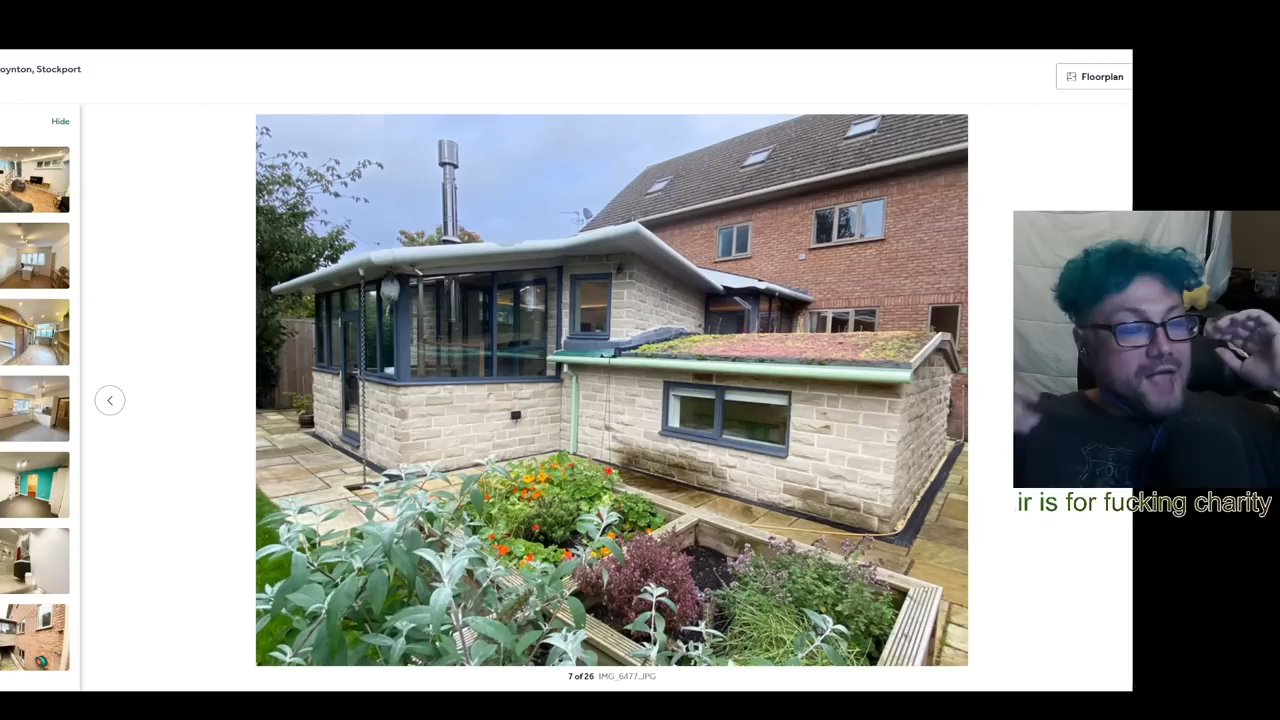 oynton, Stockport
Floorplan
Hide
7 of 26 IMG_6477.JPG
ir is for fucking charity